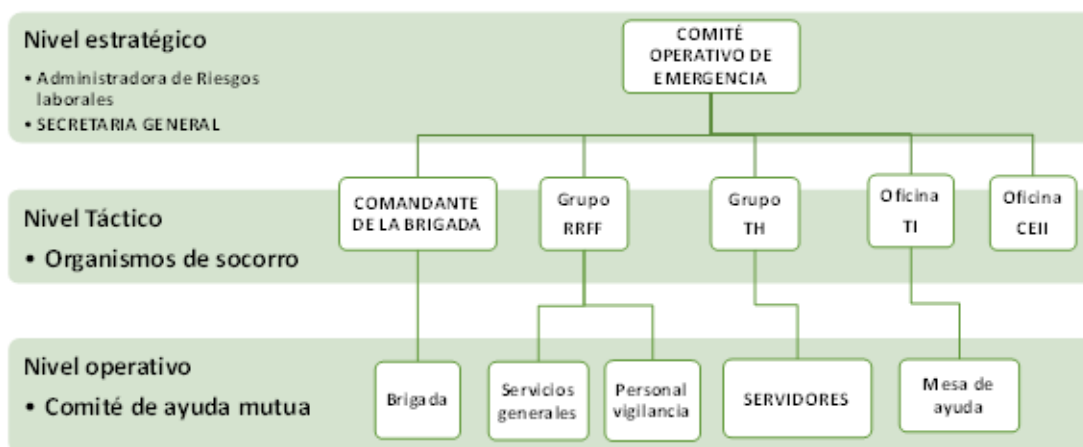 Nivel estratégico
• Administradora de Riesgos
laborales
• SECRETARIA GENERAL
COMITÉ
OPERATIVO DE
EMERGENCIA
Nivel Táctico
• Organismos de socorro
COMANDANTE
DE LA BRIGADA
Grupo
RRFF
Grupo
TH
Oficina
TI
Oficina
CEII
Nivel operativo
• Comité de ayuda mutua
Brigada
Servicios
generales
Personal
vigilancia
SERVIDORES
Mesa de
ayuda